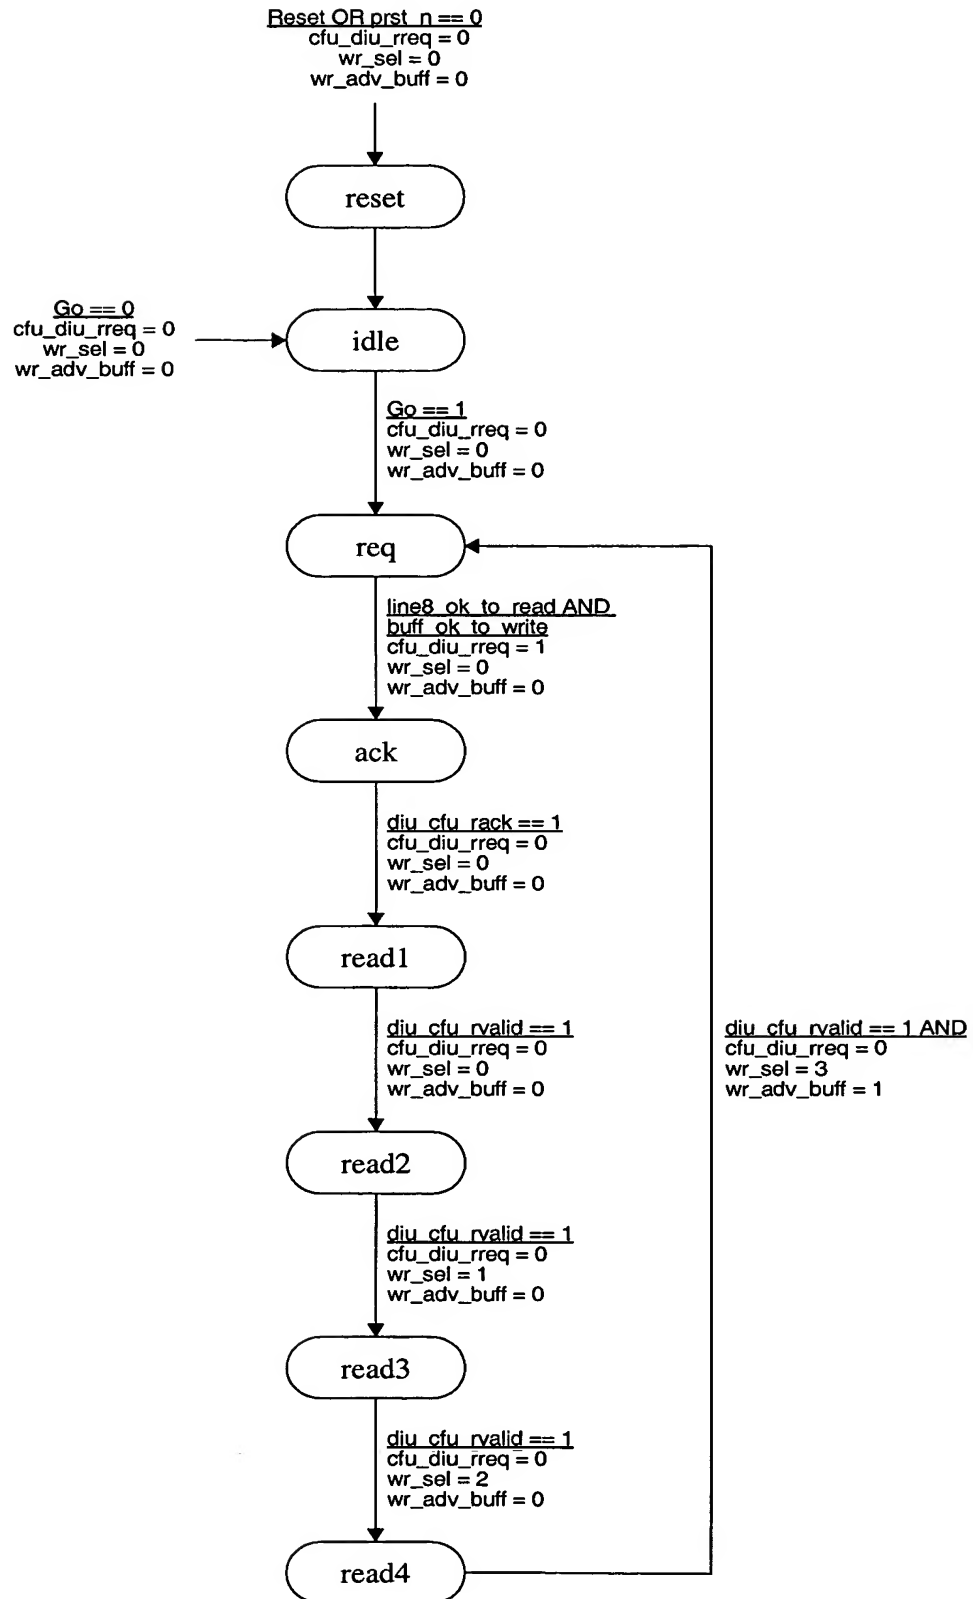 Reset OR prst_n == 0
cfu_diu_rreq = 0
wr_sel = 0
wr_adv_buff = 0
reset
Go == 0
cfu_diu_rreq = 0
wr_sel = 0
wr_adv_buff = 0
idle
Go == 1
cfu_diu_rreq = 0
wr_sel = 0
wr_adv_buff = 0
req
line8_ok_to_read AND
buff_ok_to_write
cfu_diu_rreq = 1
wr_sel = 0
wr_adv_buff = 0
ack
diu_cfu_rack == 1
cfu_diu_rreq = 0
wr_sel = 0
wr_adv_buff = 0
read1
diu_cfu_rvalid == 1
cfu_diu_rreq = 0
wr_sel = 0
wr_adv_buff = 0
diu_cfu_rvalid == 1 AND
cfu_diu_rreq = 0
wr_sel = 3
wr_adv_buff = 1
read2
diu_cfu_rvalid == 1
cfu_diu_rreq = 0
wr_sel = 1
wr_adv_buff = 0
read3
diu_cfu_rvalid == 1
cfu_diu_rreq = 0
wr_sel = 2
wr_adv_buff = 0
read4